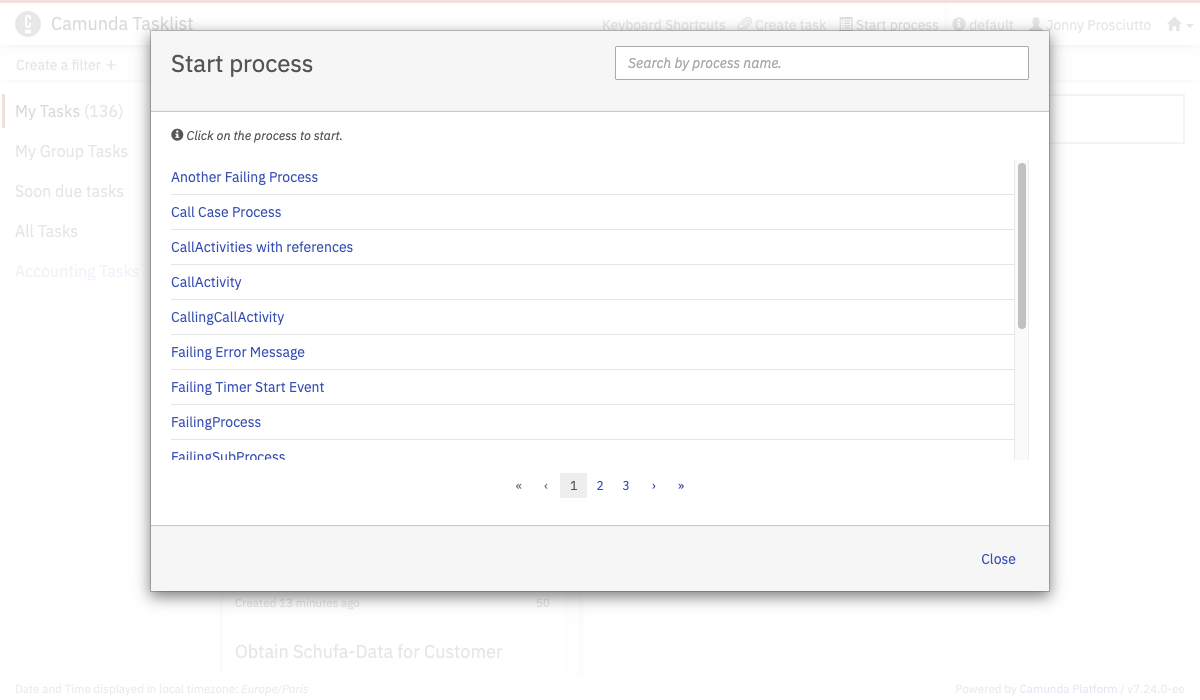 Camunda Tasklist
Keyboard Shortcuts Create task Start process default Jonny Prosciutto
Create a filter +
My Tasks (136)
My Group Tasks
Soon due tasks
All Tasks
Accounting Tasks
Start process
Search by process name.
Click on the process to start.
Another Failing Process
Call Case Process
CallActivities with references
CallActivity
CallingCallActivity
Failing Error Message
Failing Timer Start Event
FailingProcess
FailingSubProcess
« ‹ 1 2 3 › »
Close
Created 13 minutes ago 50
Obtain Schufa-Data for Customer
Date and Time displayed in local timezone: Europe/Paris
Powered by Camunda Platform / v7.24.0-ee